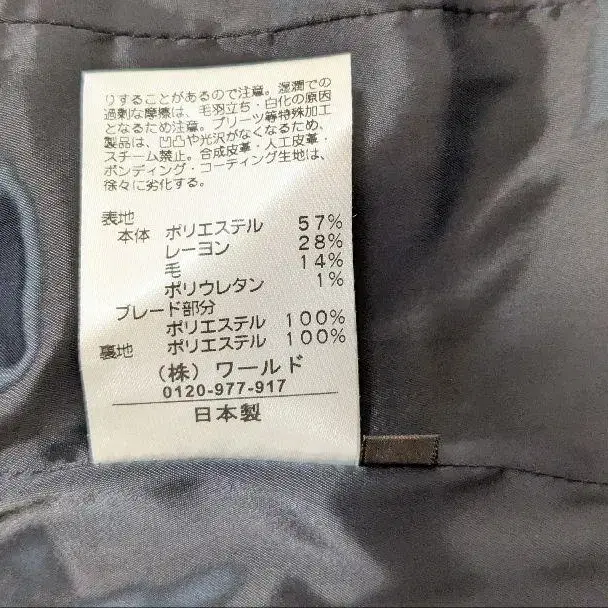 りすることがあるので注意。湿潤での
過剰な摩擦は、毛羽立ち・白化の原因
となるため注意。プリーツ等特殊加工
製品は、凹凸や光沢がなくなるため、
スチーム禁止。合成皮革・人工皮革・
ボンディング・コーティング生地は、
徐々に劣化する。
表地
本体 ポリエステル 57%
レーヨン 28%
毛 14%
ポリウレタン 1%
ブレード部分
ポリエステル 100%
裏地 ポリエステル 100%
(株)ワールド
0120-977-917
日本製